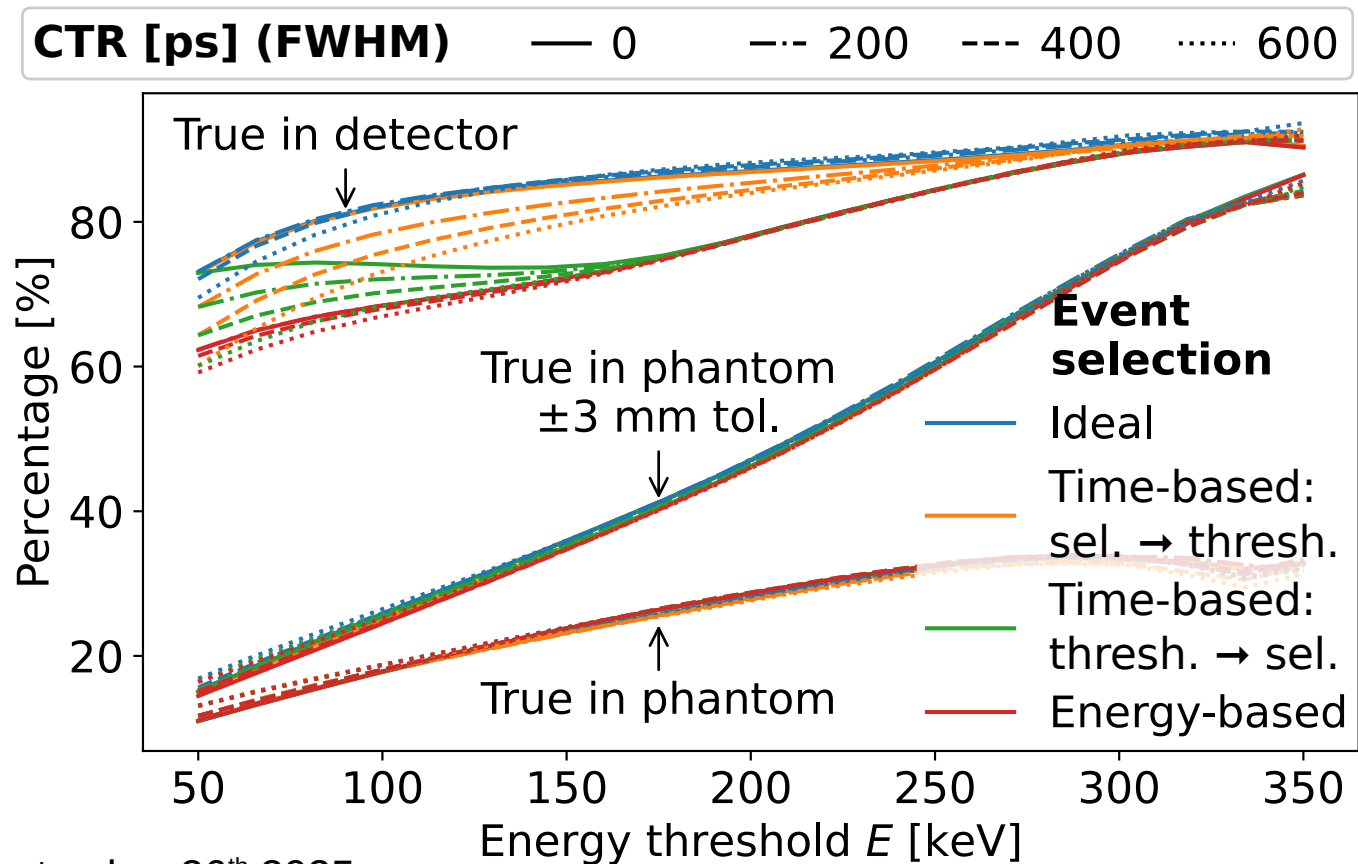 CTR [ps] (FWHM) 0 200 400 600
True in detector
80
60
40
20
Percentage [%]
True in phantom
±3 mm tol.
True in phantom
Event
selection
Ideal
Time-based:
sel. → thresh.
Time-based:
thresh. → sel.
Energy-based
50 100 150 200 250 300 350
Energy threshold E [keV]